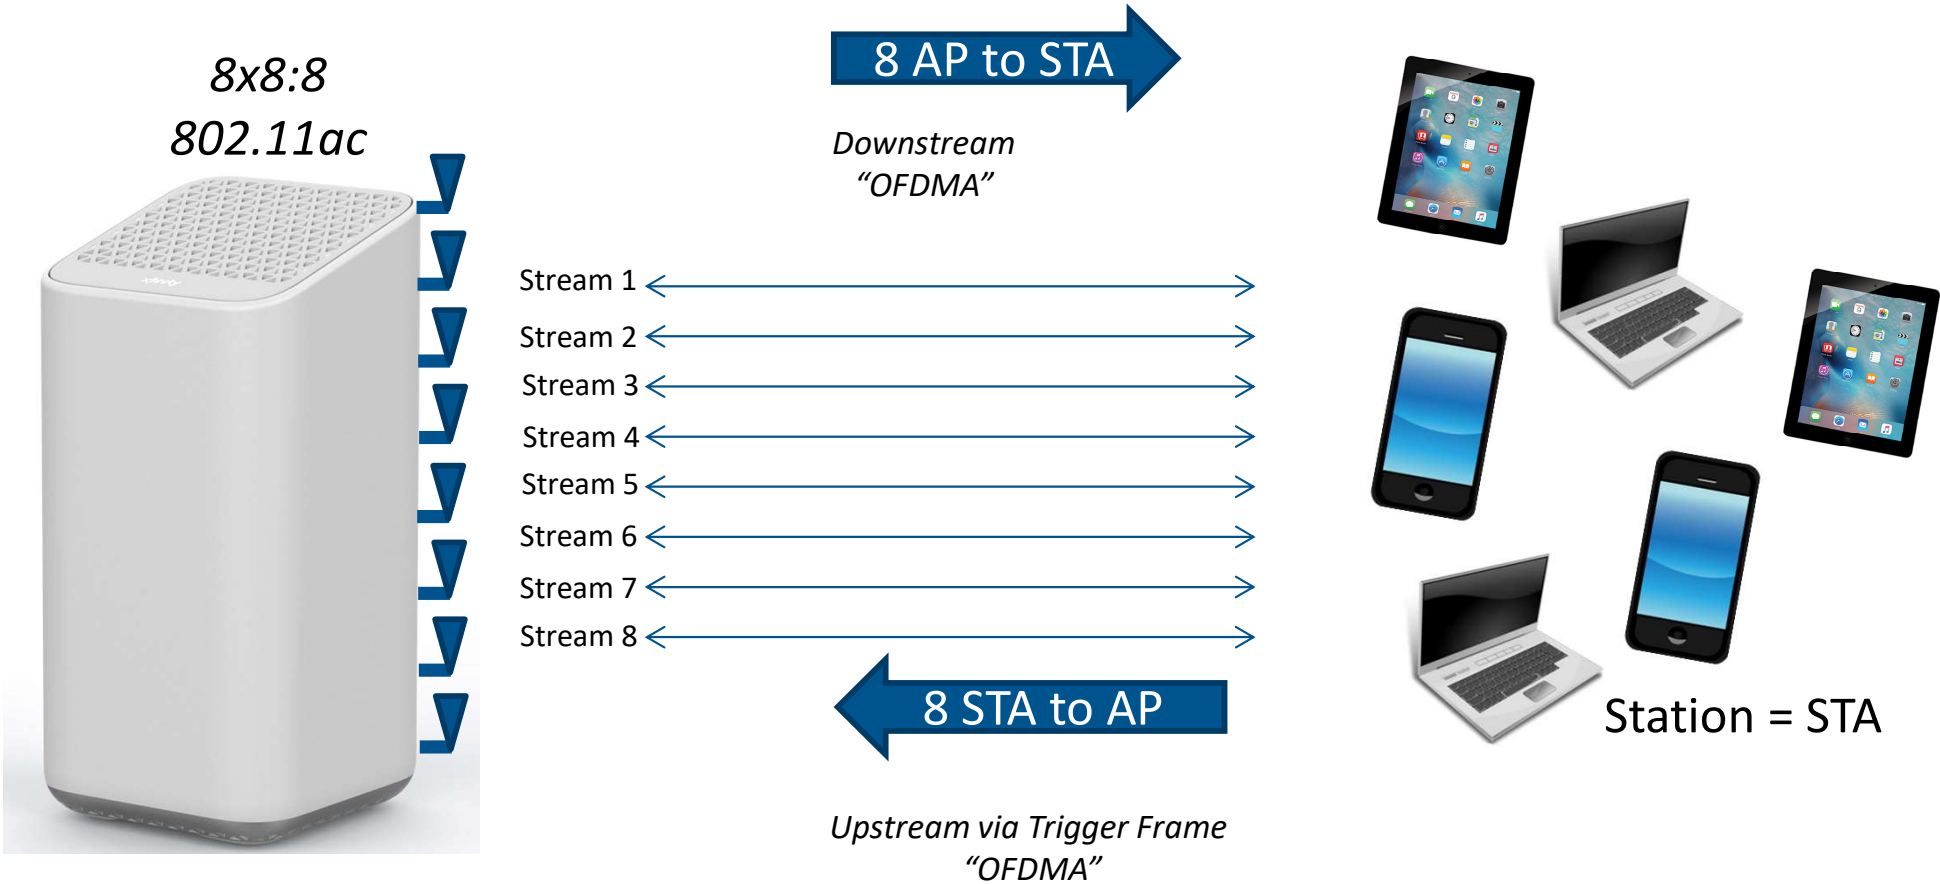 8x8:8
802.11ac
8 AP to STA
Downstream
“OFDMA”
xfinity
Stream 1
Stream 2
Stream 3
Stream 4
Stream 5
Stream 6
Stream 7
Stream 8
8 STA to AP
Station = STA
Upstream via Trigger Frame
“OFDMA”